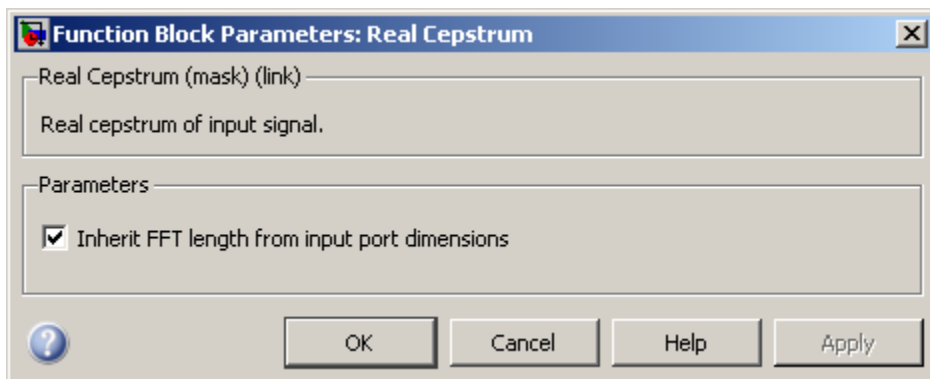 Function Block Parameters: Real Cepstrum
Real Cepstrum (mask) (link)
Real cepstrum of input signal.
Parameters
Inherit FFT length from input port dimensions
OK Cancel Help Apply